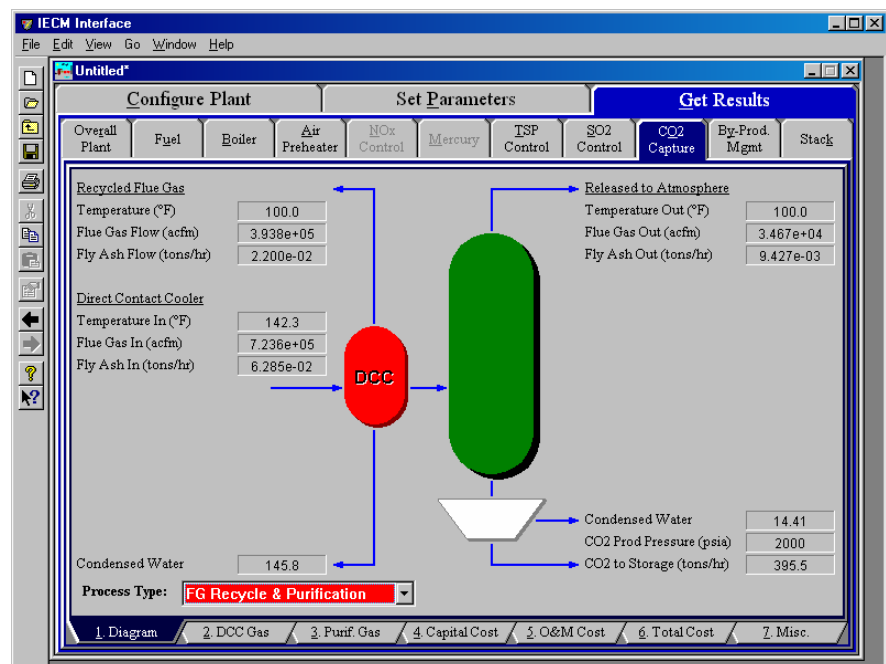 IECM Interface
File Edit View Go Window Help
Untitled*
Configure Plant Set Parameters Get Results
Overall Plant Fuel Boiler Air Preheater NOx Control Mercury TSP Control SO2 Control CO2 Capture By-Prod. Mgmt Stack
Recycled Flue Gas
Temperature (°F) 100.0
Flue Gas Flow (acfm) 3.938e+05
Fly Ash Flow (tons/hr) 2.200e-02
Released to Atmosphere
Temperature Out (°F) 100.0
Flue Gas Out (acfm) 3.467e+04
Fly Ash Out (tons/hr) 9.427e-03
Direct Contact Cooler
Temperature In (°F) 142.3
Flue Gas In (acfm) 7.236e+05
Fly Ash In (tons/hr) 6.285e-02
DCC
Condensed Water 14.41
CO2 Prod Pressure (psia) 2000
CO2 to Storage (tons/hr) 395.5
Condensed Water 145.8
Process Type: FG Recycle & Purification
1. Diagram 2. DCC Gas 3. Purif. Gas 4. Capital Cost 5. O&M Cost 6. Total Cost 7. Misc.